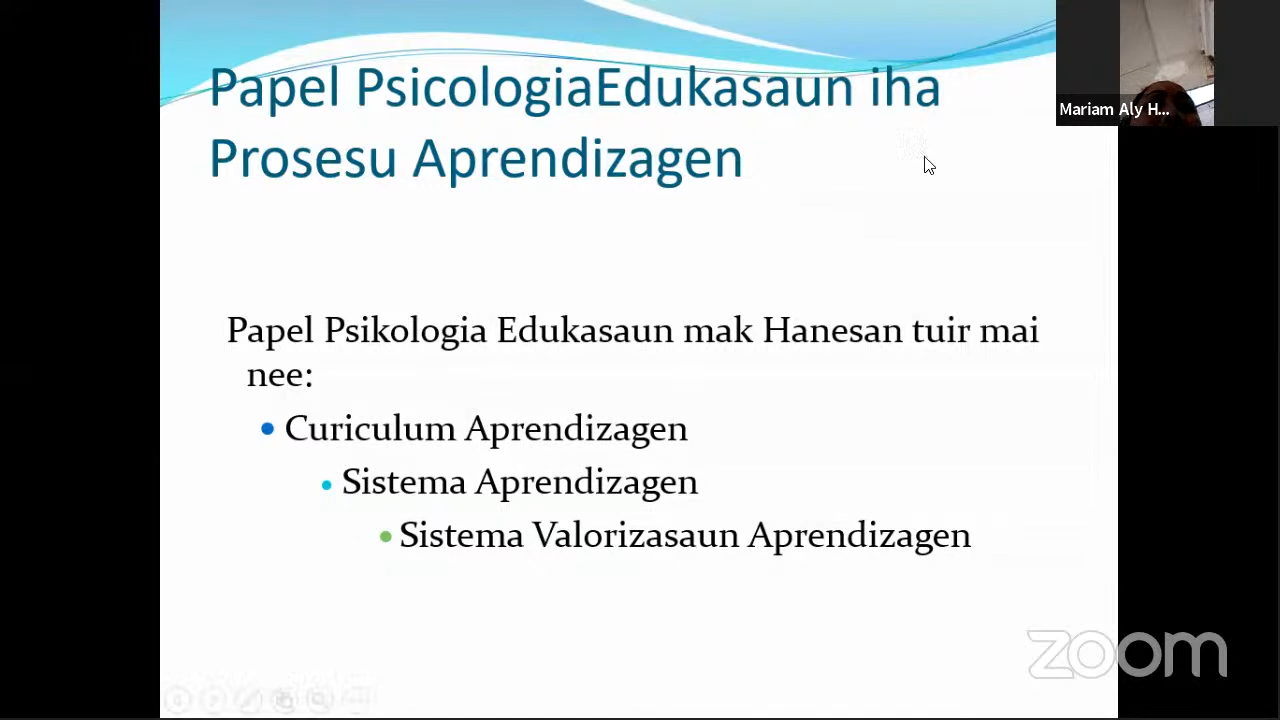 Papel PsicologiaEdukasaun iha
Prosesu Aprendizagen
Mariam Aly H...
Papel Psikologia Edukasaun mak Hanesan tuir mai
nee:
• Curiculum Aprendizagen
• Sistema Aprendizagen
• Sistema Valorizasaun Aprendizagen
zoom